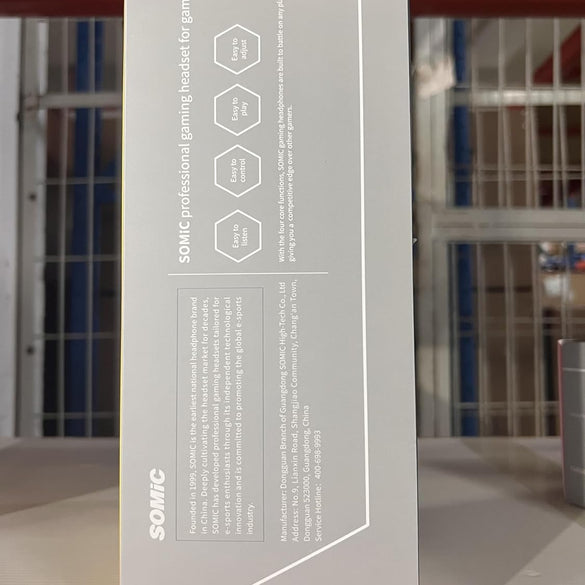 SOMiC
Founded in 1999, SOMIC is the earliest national headphone brand
in China. Deeply cultivating the headset market for decades,
SOMIC has developed professional gaming headsets tailored for
e-sports enthusiasts through its independent technological
innovation and is committed to promoting the global e-sports
industry.
Manufacturer: Dongguan Branch of Guangdong SOMIC High-Tech Co., Ltd
Address: No 9, Lianxin Road, Shangjiao Community, Chang'an Town,
Dongguan 523800, Guangdong, China
Service Hotline: 400-698-9993
SOMIC professional gaming headset for gam
Easy to
listen
Easy to
control
Easy to
play
Easy to
adjust
With the four core functions, SOMIC gaming headphones are built to battle on any pl
giving you a competitive edge over other gamers.